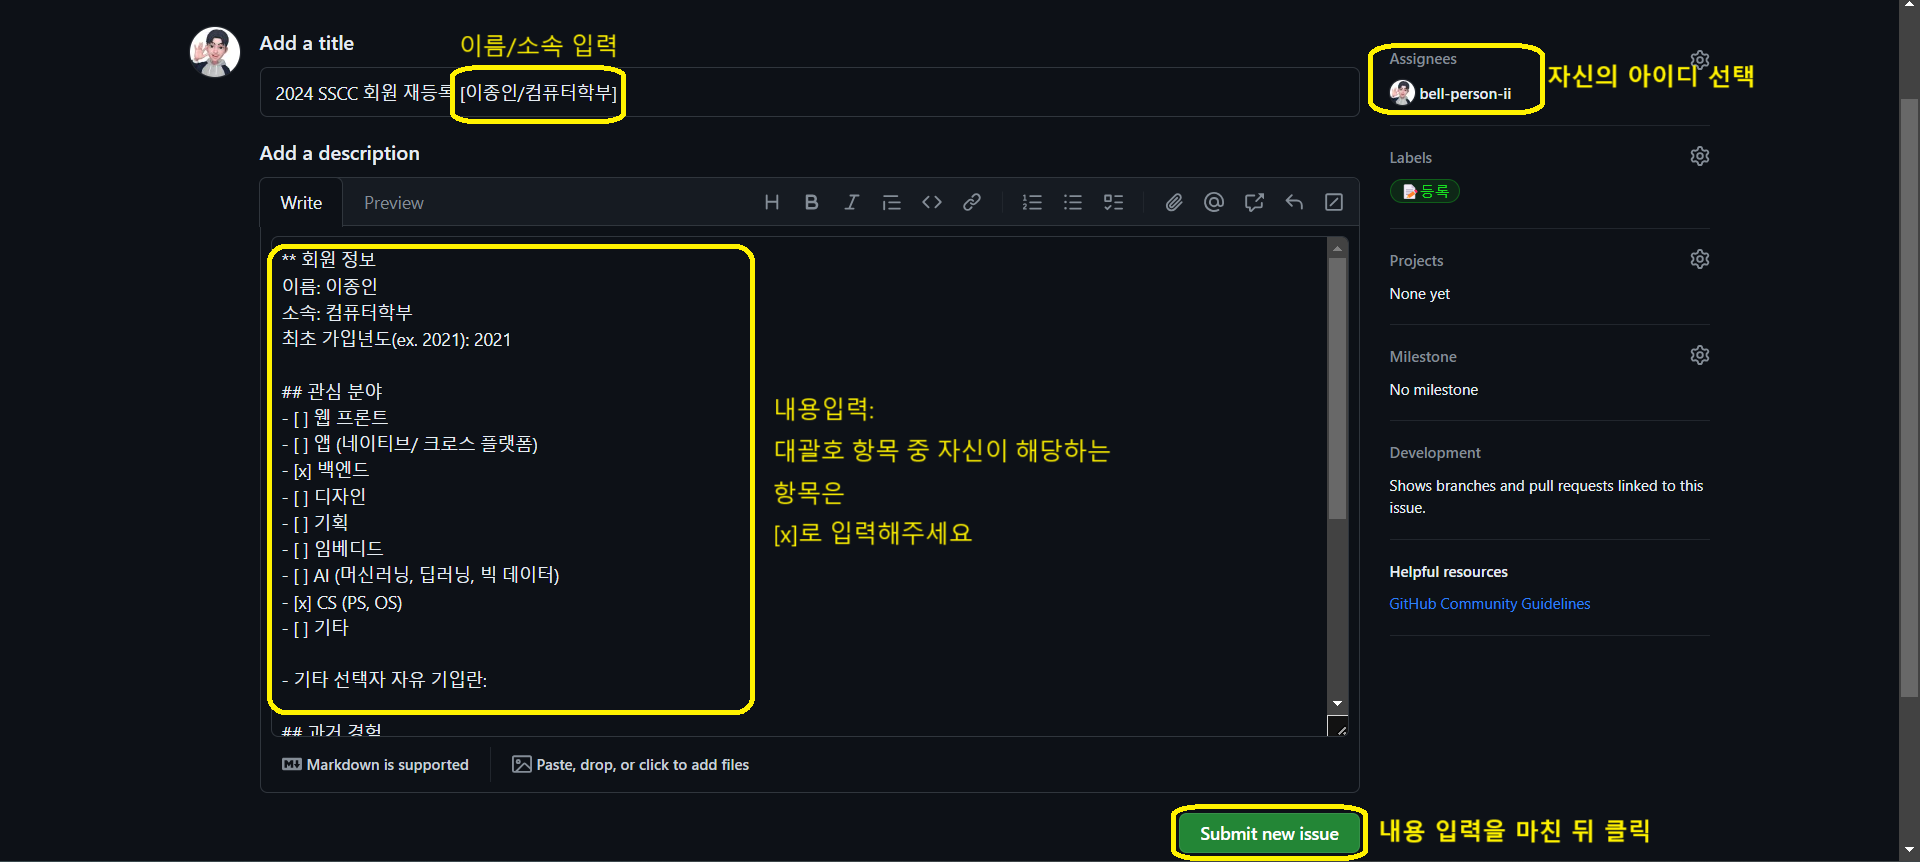 Add a title
이름/소속 입력
2024 SSCC 회원 재등록 [이종인/컴퓨터학부]
Add a description
Write
Preview
** 회원 정보
이름: 이종인
소속: 컴퓨터학부
최초 가입년도(ex. 2021): 2021
## 관심 분야
- [ ] 웹 프론트
- [ ] 앱 (네이티브/ 크로스 플랫폼)
- [x] 백엔드
- [ ] 디자인
- [ ] 기획
- [ ] 임베디드
- [ ] AI (머신러닝, 딥러닝, 빅 데이터)
- [x] CS (PS, OS)
- [ ] 기타
- 기타 선택자 자유 기입란:
## 과거 경험
내용입력:
대괄호 항목 중 자신이 해당하는
항목은
[x]로 입력해주세요
Markdown is supported
Paste, drop, or click to add files
Submit new issue
내용 입력을 마친 뒤 클릭
Assignees
bell-person-ii
자신의 아이디 선택
Labels
📝등록
Projects
None yet
Milestone
No milestone
Development
Shows branches and pull requests linked to this
issue.
Helpful resources
GitHub Community Guidelines